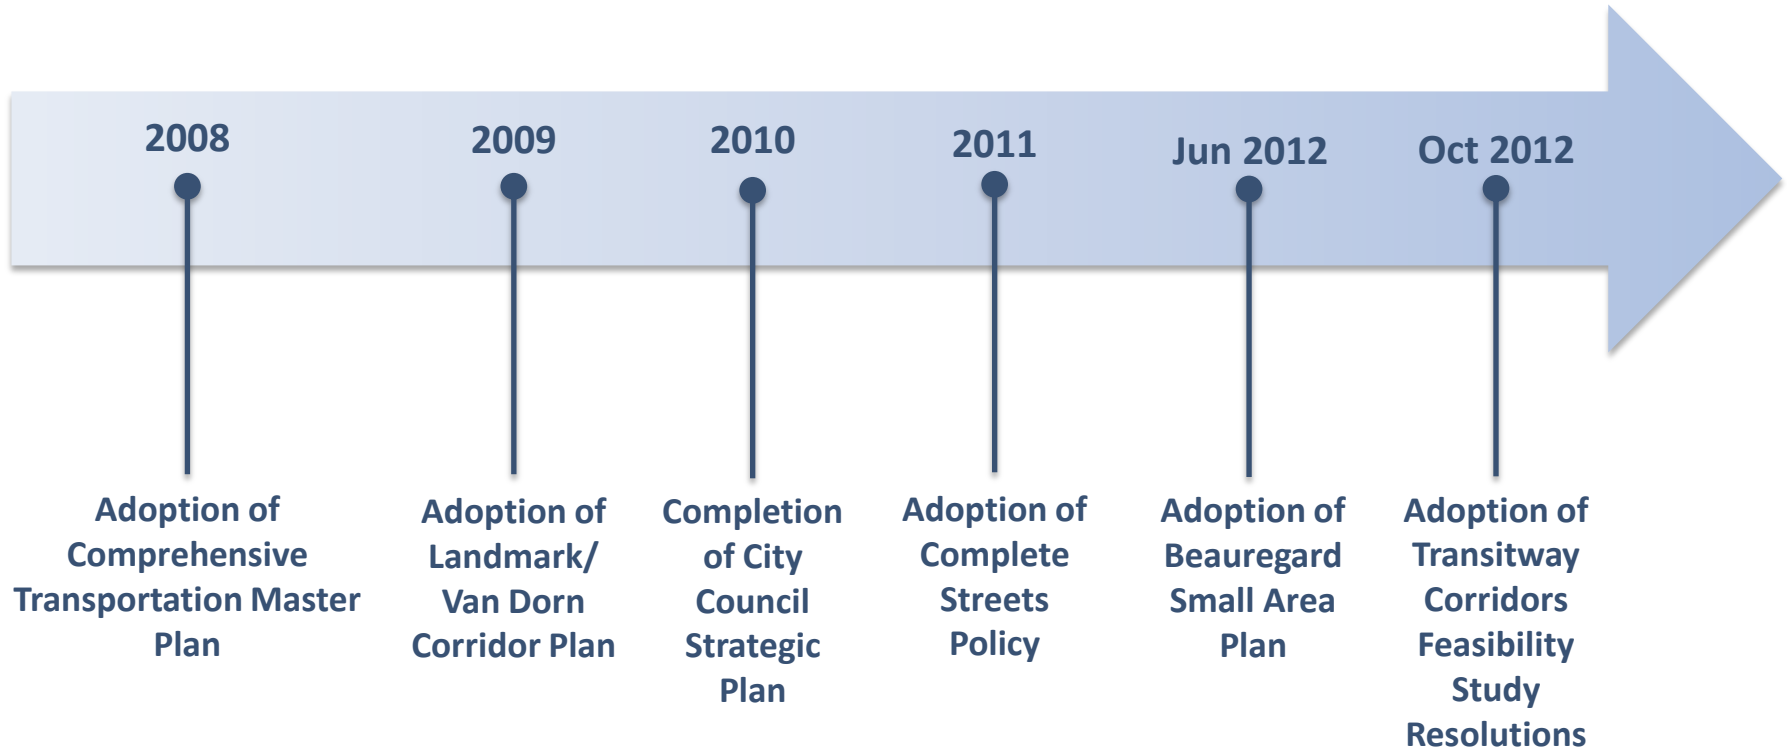 2008
Adoption of
Comprehensive
Transportation Master
Plan
2009
Adoption of
Landmark/
Van Dorn
Corridor Plan
2010
Completion
of City
Council
Strategic
Plan
2011
Adoption of
Complete
Streets
Policy
Jun 2012
Adoption of
Beauregard
Small Area
Plan
Oct 2012
Adoption of
Transitway
Corridors
Feasibility
Study
Resolutions